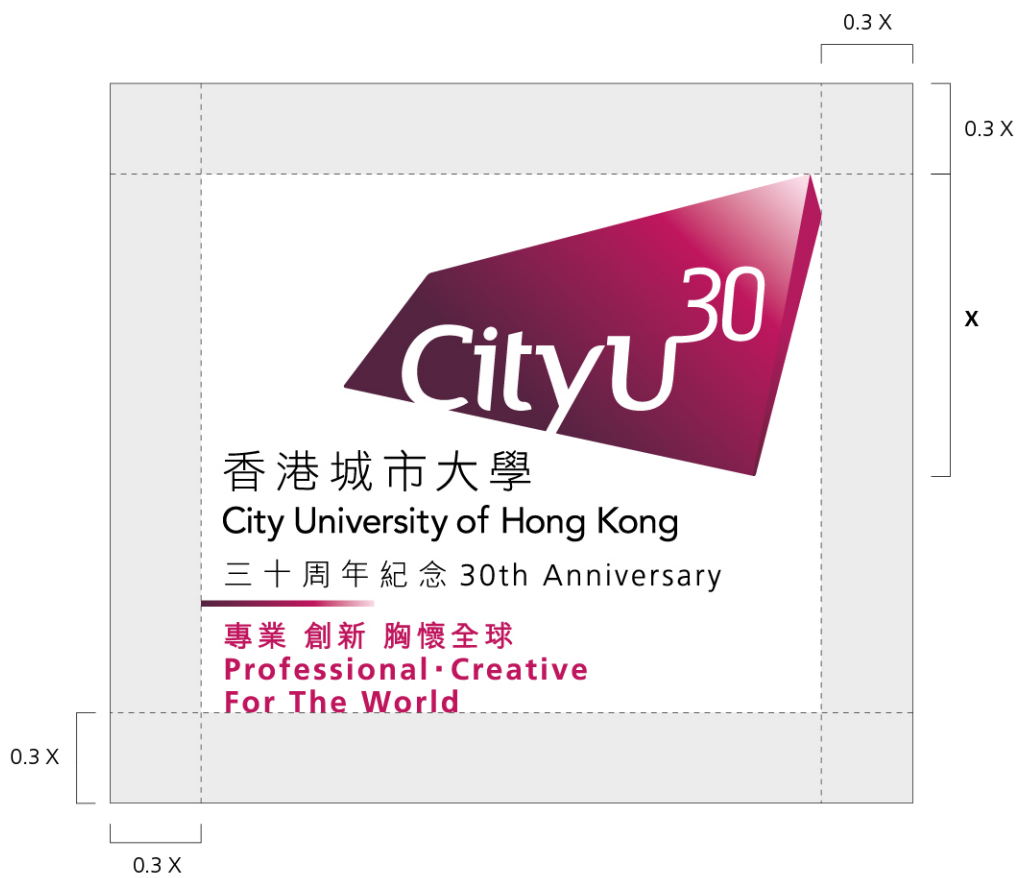 0.3 X
0.3 X
CityU30
X
香港城市大學
City University of Hong Kong
三十周年紀念 30th Anniversary
專業 創新 胸懷全球
Professional·Creative
For The World
0.3 X
0.3 X